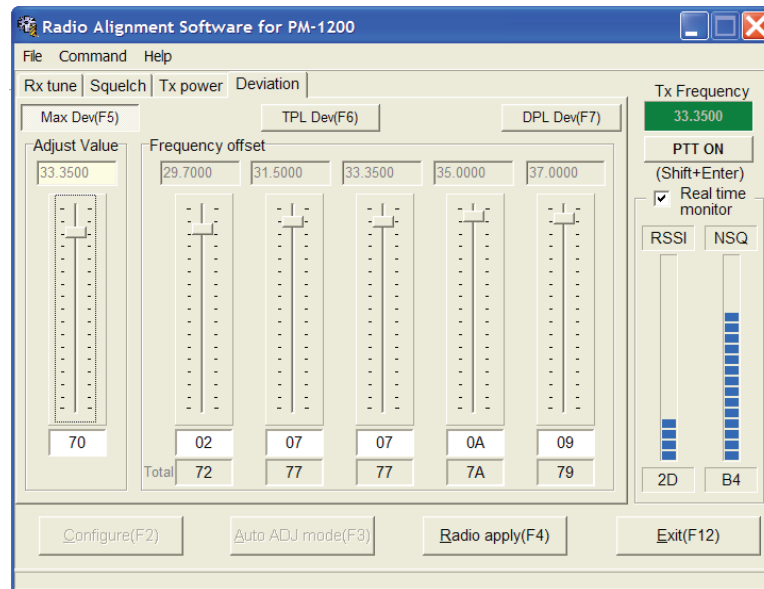 Radio Alignment Software for PM-1200
File Command Help
Rx tune Squelch Tx power Deviation
Max Dev(F5) TPL Dev(F6) DPL Dev(F7)
Adjust Value
33.3500
70
Frequency offset
29.7000 31.5000 33.3500 35.0000 37.0000
02 07 07 0A 09
Total 72 77 77 7A 79
Tx Frequency
33.3500
PTT ON
(Shift+Enter)
Real time
monitor
RSSI NSQ
2D B4
Configure(F2) Auto ADJ mode(F3) Radio apply(F4) Exit(F12)